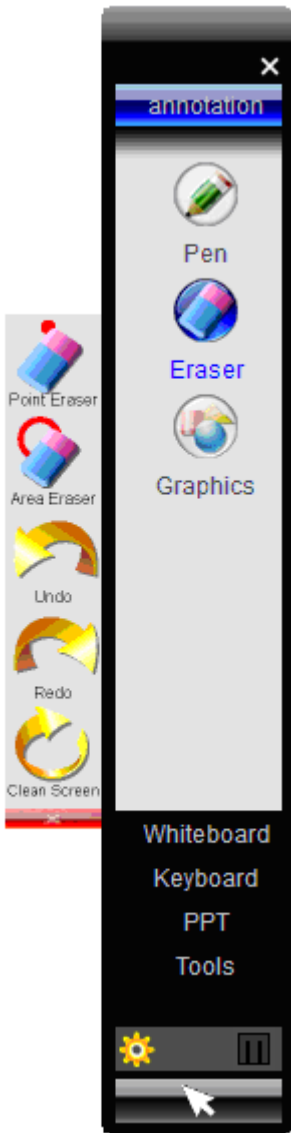 annotation
Pen
Eraser
Graphics
Point Eraser
Area Eraser
Undo
Redo
Clean Screen
Whiteboard
Keyboard
PPT
Tools